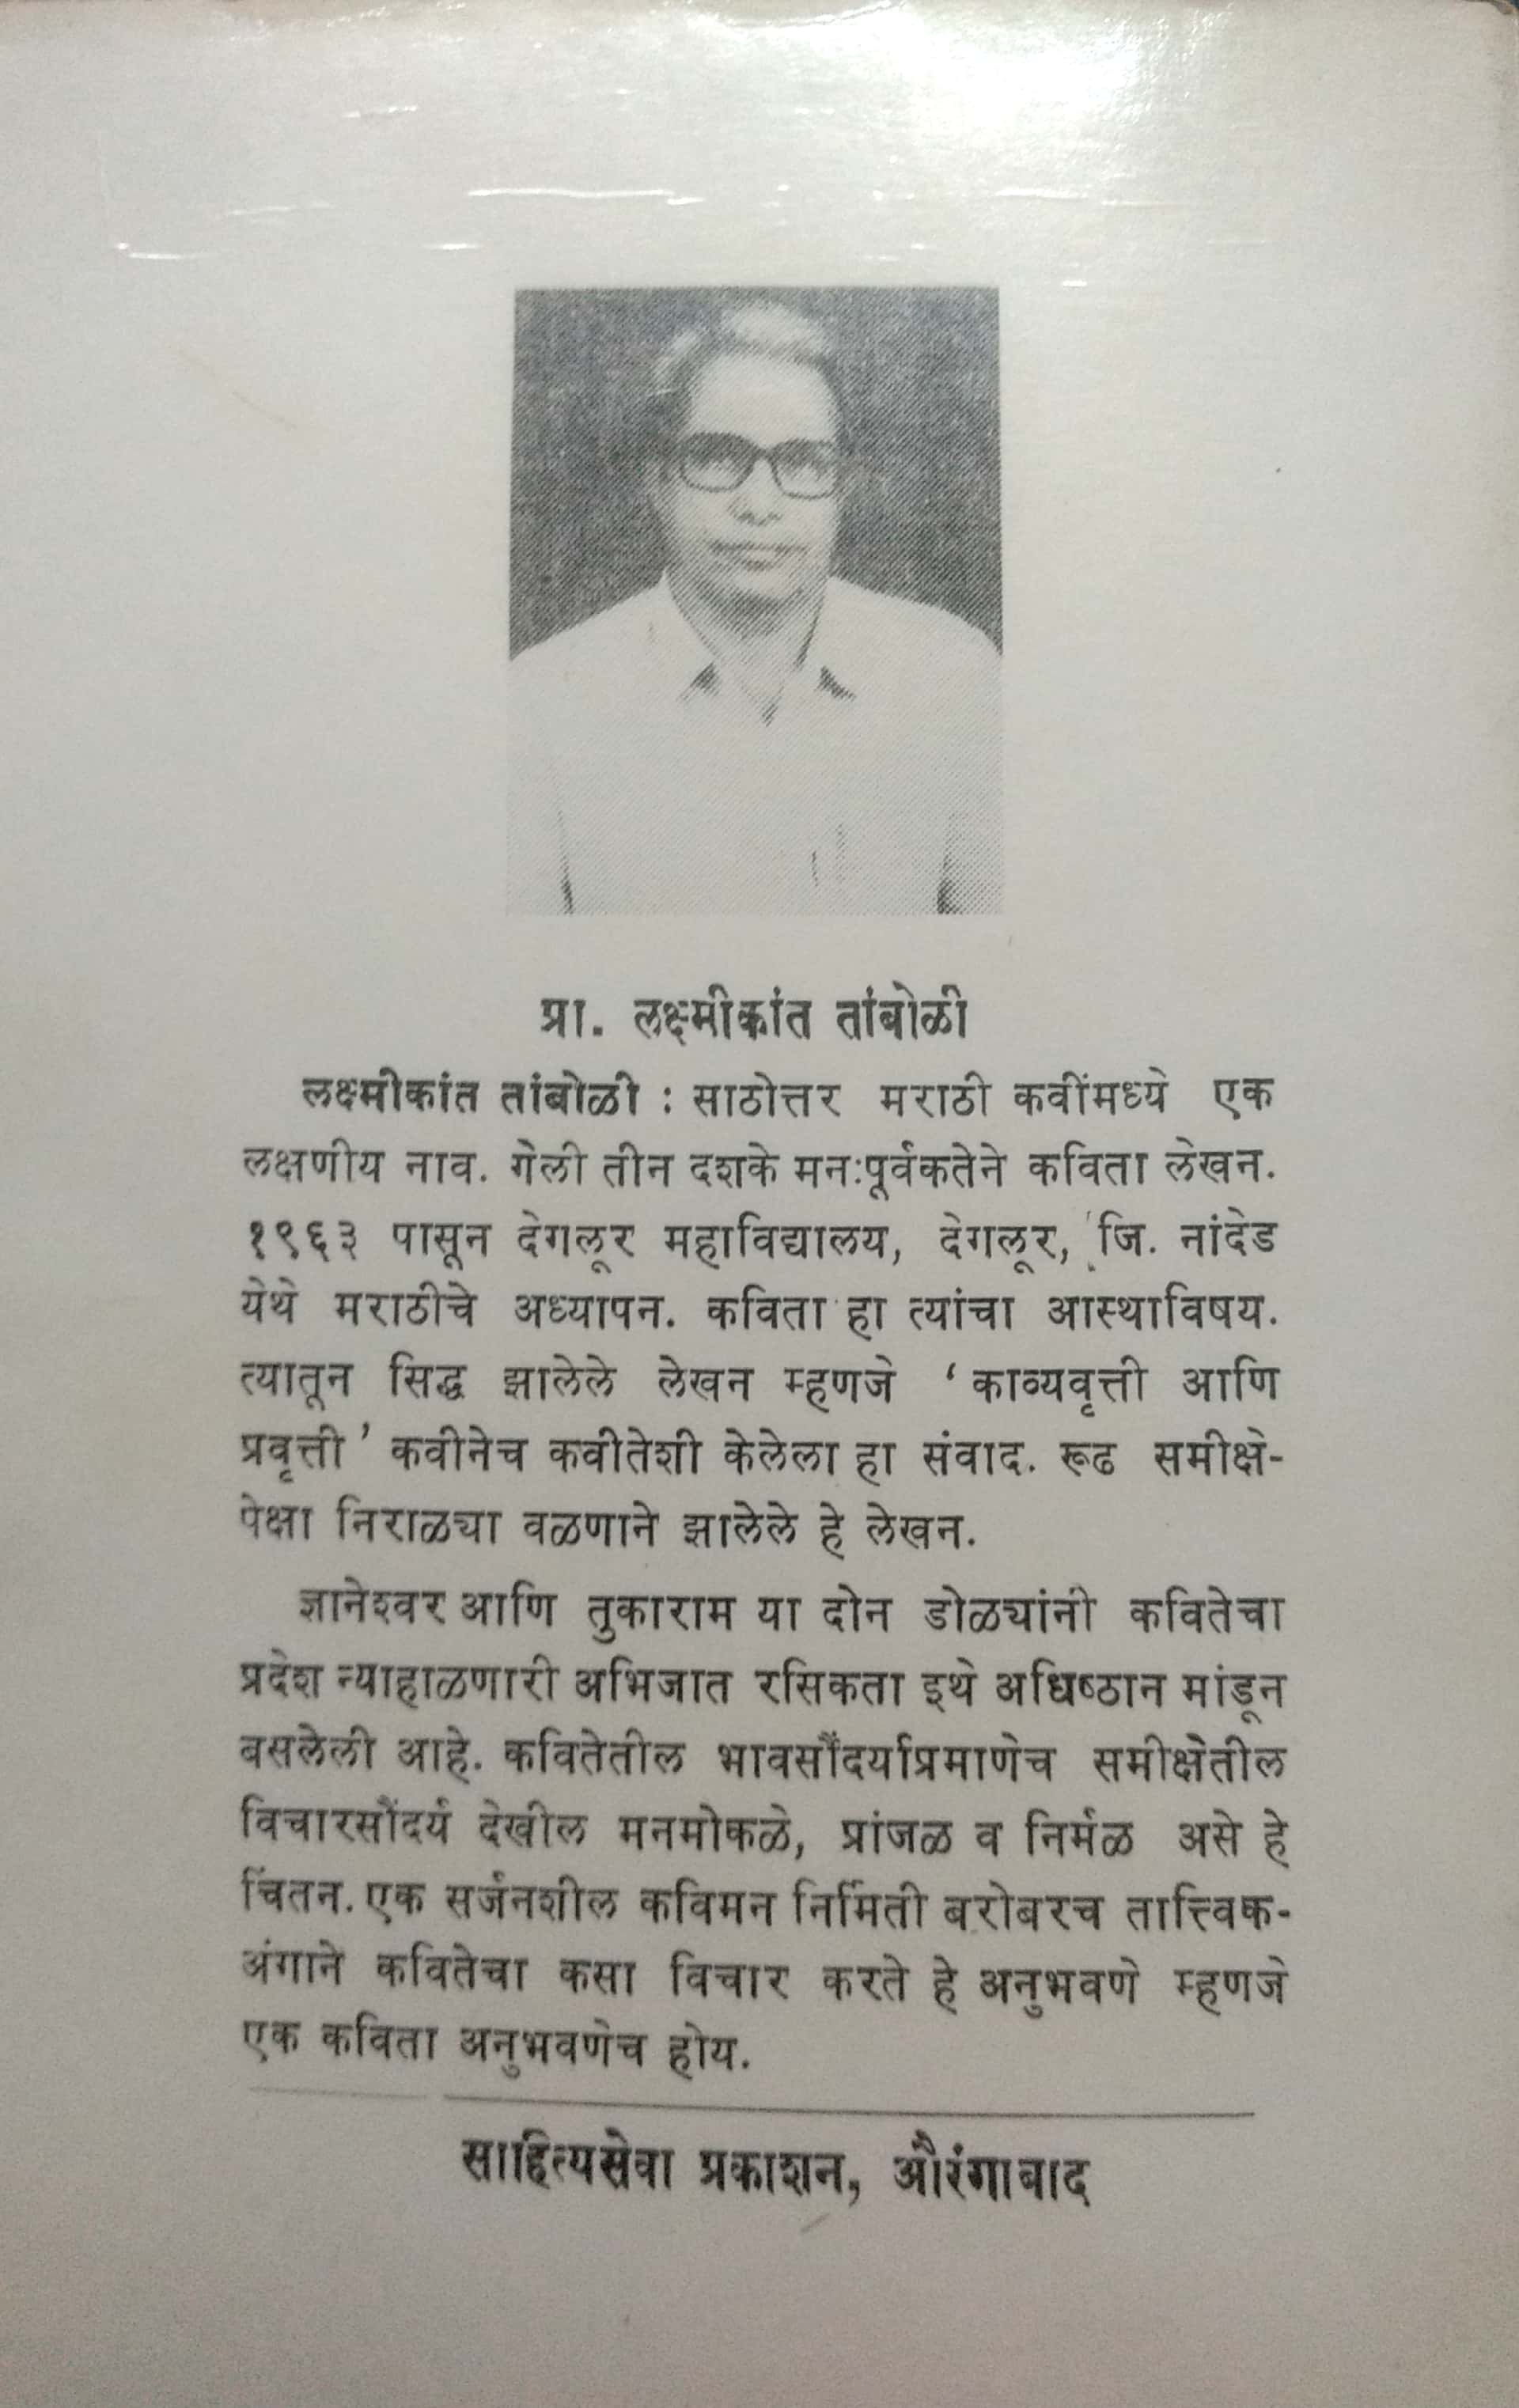 प्रा. लक्ष्मीकांत तांबोळी
लक्ष्मीकांत तांबोळी : साठोत्तर मराठी कवींमध्ये एक
लक्षणीय नाव. गेली तीन दशके मनःपूर्वकतेने कविता लेखन.
१९६३ पासून देगलूर महाविद्यालय, देगलूर, जि. नांदेड
येथे मराठीचे अध्यापन. कविता हा त्यांचा आस्थाविषय.
त्यातून सिद्ध झालेले लेखन म्हणजे ‘काव्यवृत्ती आणि
प्रवृत्ती’ कवीनेच कवीतेशी केलेला हा संवाद. रूढ समीक्षे-
पेक्षा निराळ्या वळणाने झालेले हे लेखन.
ज्ञानेश्वर आणि तुकाराम या दोन डोळ्यांनी कवितेचा
प्रदेश न्याहाळणारी अभिजात रसिकता इथे अधिष्ठान मांडून
बसलेली आहे. कवितेतील भावसौंदर्याप्रमाणेच समीक्षेतील
विचारसौंदर्य देखील मनमोकळे, प्रांजळ व निर्मळ असे हे
चिंतन. एक सर्जनशील कविमन निर्मिती बरोबरच तात्त्विक-
अंगाने कवितेचा कसा विचार करते हे अनुभवणे म्हणजे
एक कविता अनुभवणेच होय.
साहित्यसेवा प्रकाशन, औरंगाबाद